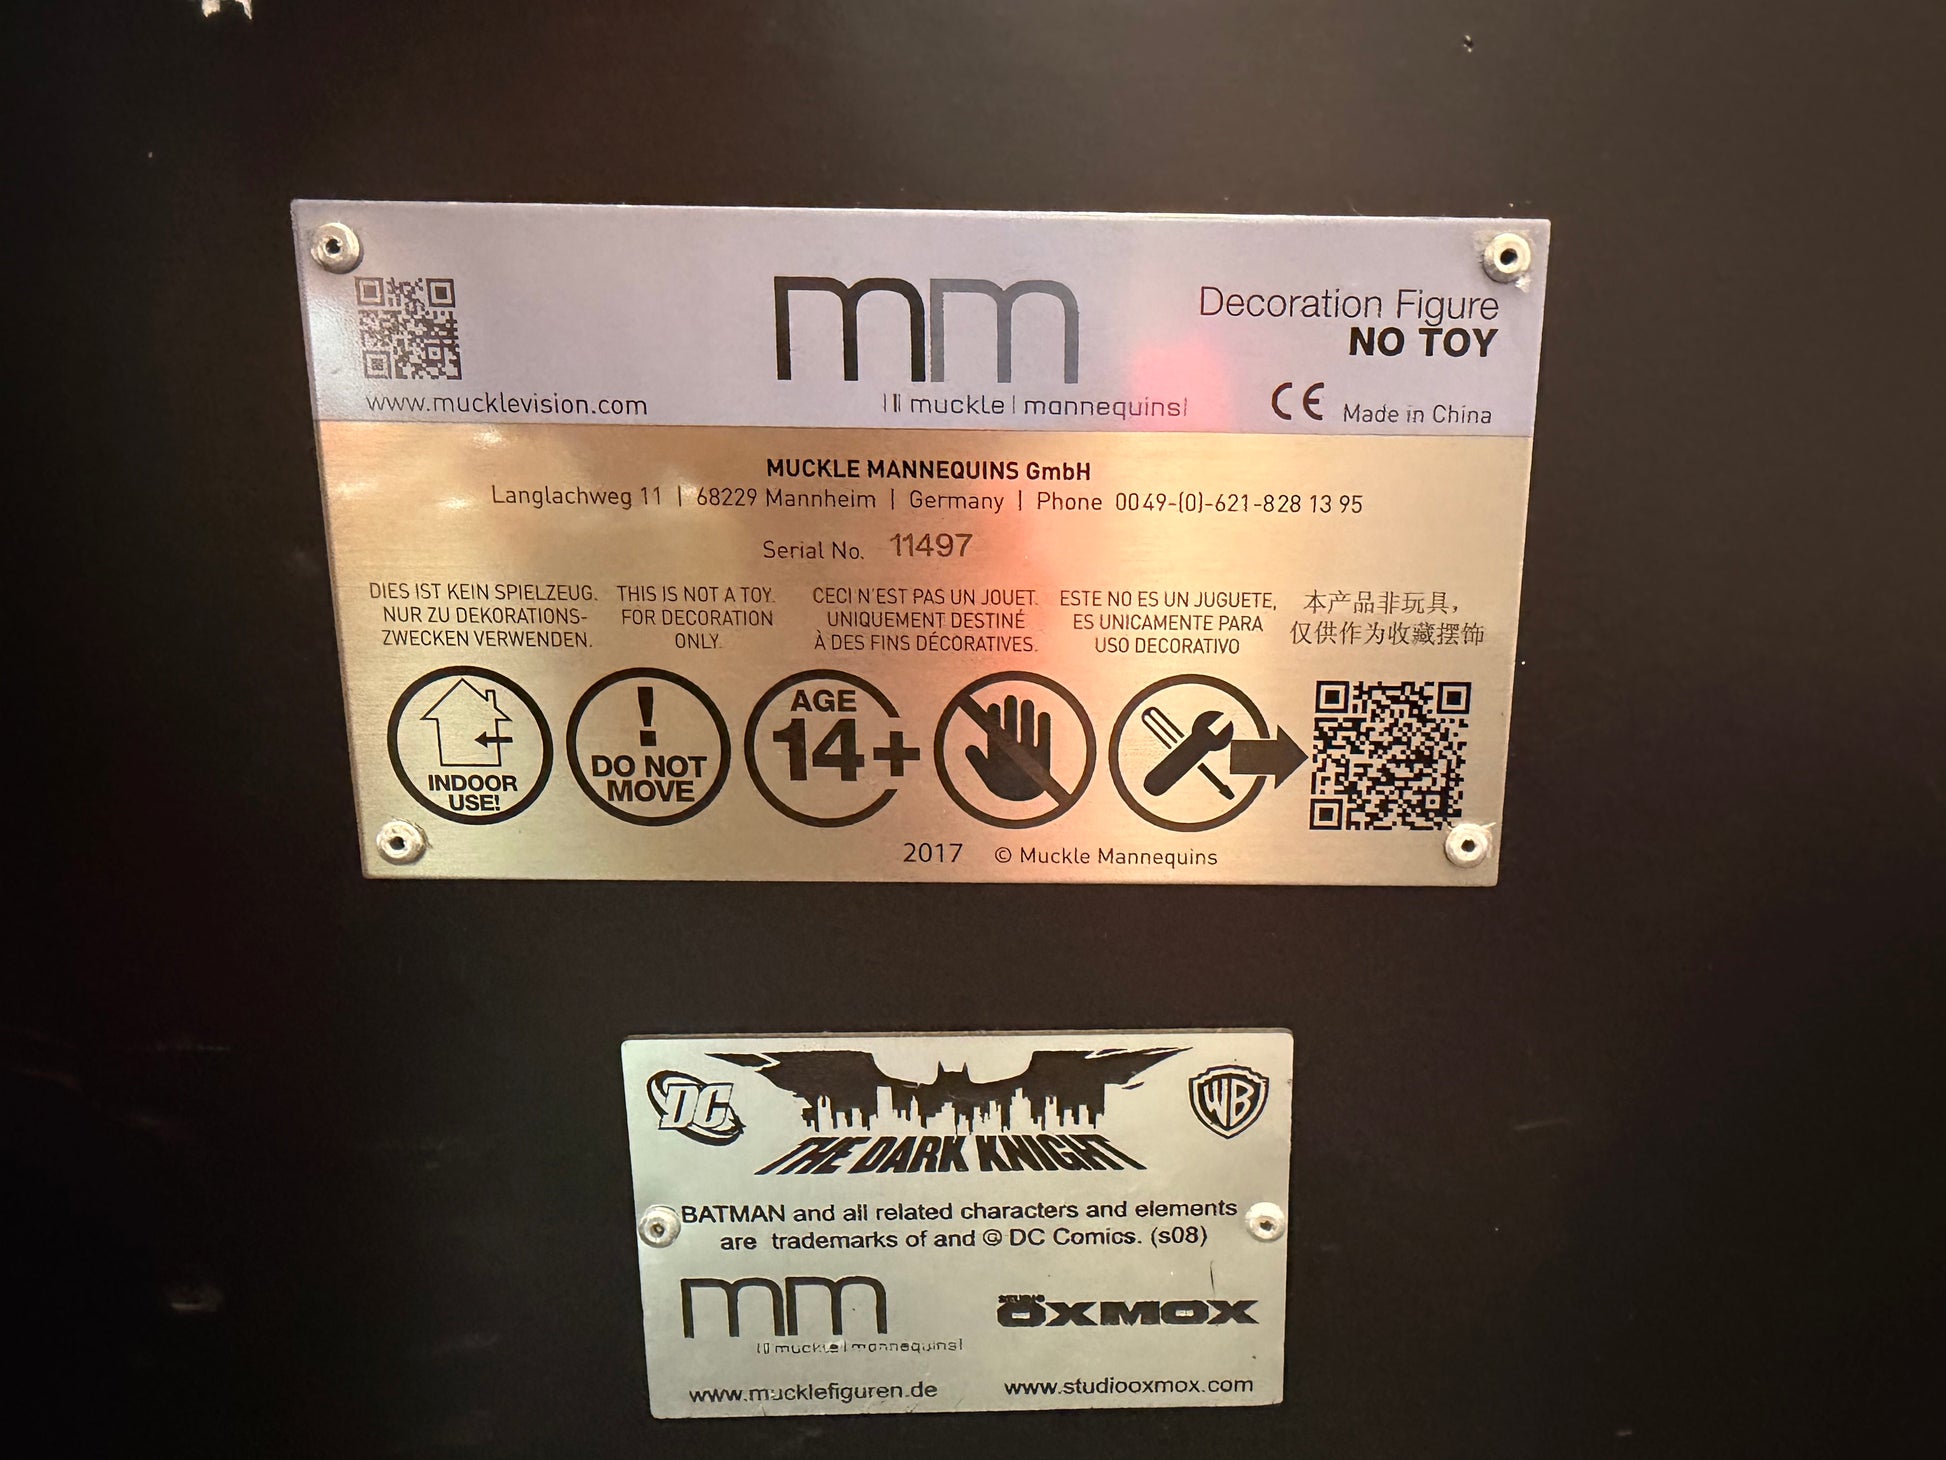 mm
Decoration Figure
NO TOY
www.mucklevision.com
muckle | mannequins
CE Made in China
MUCKLE MANNEQUINS GmbH
Langlachweg 11 | 68229 Mannheim | Germany | Phone 0049-(0)-621-828 13 95
Serial No. 11497
DIES IST KEIN SPIELZEUG.
NUR ZU DEKORATIONS-
ZWECKEN VERWENDEN.
THIS IS NOT A TOY.
FOR DECORATION
ONLY.
CECI N'EST PAS UN JOUET.
UNIQUEMENT DESTINÉ
À DES FINS DÉCORATIVES.
ESTE NO ES UN JUGUETE,
ES UNICAMENTE PARA
USO DECORATIVO
本产品非玩具，
仅供作为收藏摆饰
INDOOR
USE!
!
DO NOT
MOVE
AGE
14+
2017 © Muckle Mannequins
DC
WB
THE DARK KNIGHT
BATMAN and all related characters and elements
are trademarks of and @ DC Comics. (s08)
mm
muckle | mannequins
STUDIO
ÖXMOX
www.mucklefiguren.de
www.studiooxmox.com